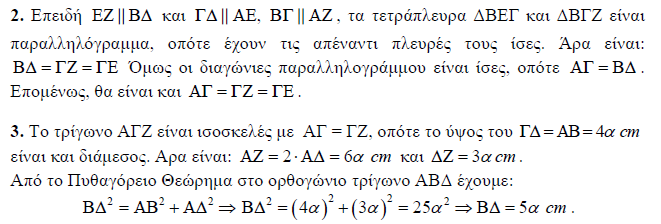 2. Επειδή ΕΖ || ΒΔ και ΓΔ || ΑΕ, ΒΓ || ΑΖ, τα τετράπλευρα ΔΒΕΓ και ΔΒΓΖ είναι
παραλληλόγραμμα, οπότε έχουν τις απέναντι πλευρές τους ίσες. Άρα είναι:
ΒΔ = ΓΖ = ΓΕ Όμως οι διαγώνιες παραλληλογράμμου είναι ίσες, οπότε ΑΓ = ΒΔ.
Επομένως, θα είναι και ΑΓ = ΓΖ = ΓΕ.
3. Το τρίγωνο ΑΓΖ είναι ισοσκελές με ΑΓ = ΓΖ, οπότε το ύψος του ΓΔ = ΑΒ = 4α cm
είναι και διάμεσος. Αρα είναι: ΑΖ = 2·ΑΔ = 6α cm και ΔΖ = 3α cm.
Από το Πυθαγόρειο Θεώρημα στο ορθογώνιο τρίγωνο ΑΒΔ έχουμε:
ΒΔ² = ΑΒ² + ΑΔ² ⇒ ΒΔ² = (4α)² + (3α)² = 25α² ⇒ ΒΔ = 5α cm.